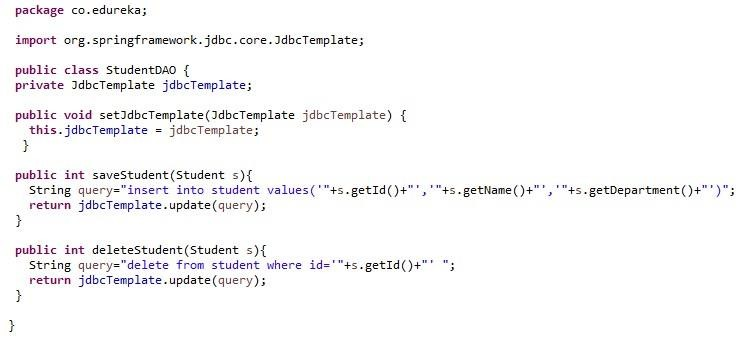 package co.edureka;
import org.springframework.jdbc.core.JdbcTemplate;
public class StudentDAO {
private JdbcTemplate jdbcTemplate;
public void setJdbcTemplate(JdbcTemplate jdbcTemplate) {
this.jdbcTemplate = jdbcTemplate;
}
public int saveStudent(Student s){
String query="insert into student values('"+s.getId()+"','"+s.getName()+"','"+s.getDepartment()+"')";
return jdbcTemplate.update(query);
}
public int deleteStudent(Student s){
String query="delete from student where id='"+s.getId()+"' ";
return jdbcTemplate.update(query);
}
}